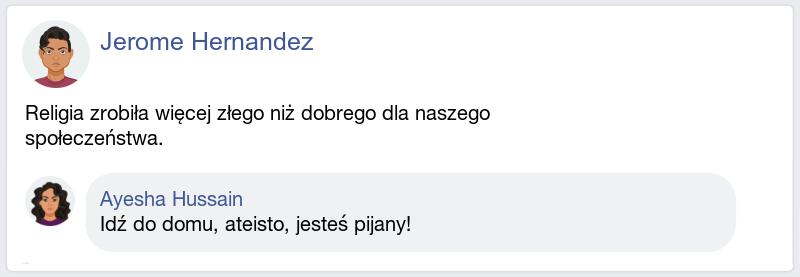 Jerome Hernandez
Religia zrobiła więcej złego niż dobrego dla naszego
społeczeństwa.
Ayesha Hussain
Idź do domu, ateisto, jesteś pijany!